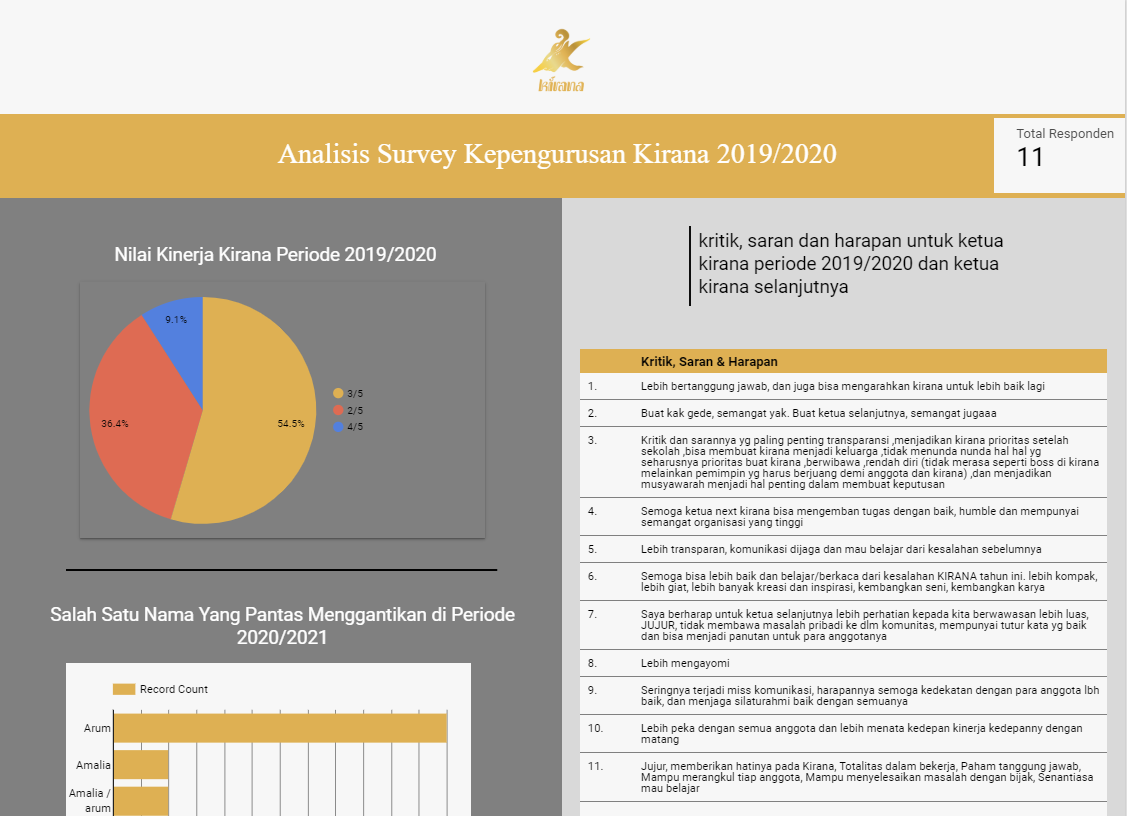 Kirana
Analisis Survey Kepengurusan Kirana 2019/2020
Total Responden
11
Nilai Kinerja Kirana Periode 2019/2020
9.1%
36.4%
54.5%
3/5
2/5
4/5
Salah Satu Nama Yang Pantas Menggantikan di Periode
2020/2021
Record Count
Arum
Amalia
Amalia /
arum
kritik, saran dan harapan untuk ketua
kirana periode 2019/2020 dan ketua
kirana selanjutnya
Kritik, Saran & Harapan
1. Lebih bertanggung jawab, dan juga bisa mengarahkan kirana untuk lebih baik lagi
2. Buat kak gede, semangat yak. Buat ketua selanjutnya, semangat jugaaa
3. Kritik dan sarannya yg paling penting transparansi ,menjadikan kirana prioritas setelah
sekolah ,bisa membuat kirana menjadi keluarga ,tidak menunda nunda hal hal yg
seharusnya prioritas buat kirana ,berwibawa ,rendah diri (tidak merasa seperti boss di kirana
melainkan pemimpin yg harus berjuang demi anggota dan kirana) ,dan menjadikan
musyawarah menjadi hal penting dalam membuat keputusan
4. Semoga ketua next kirana bisa mengemban tugas dengan baik, humble dan mempunyai
semangat organisasi yang tinggi
5. Lebih transparan, komunikasi dijaga dan mau belajar dari kesalahan sebelumnya
6. Semoga bisa lebih baik dan belajar/berkaca dari kesalahan KIRANA tahun ini. lebih kompak,
lebih giat, lebih banyak kreasi dan inspirasi, kembangkan seni, kembangkan karya
7. Saya berharap untuk ketua selanjutnya lebih perhatian kepada kita berwawasan lebih luas,
JUJUR, tidak membawa masalah pribadi ke dlm komunitas, mempunyai tutur kata yg baik
dan bisa menjadi panutan untuk para anggotanya
8. Lebih mengayomi
9. Seringnya terjadi miss komunikasi, harapannya semoga kedekatan dengan para anggota lbh
baik, dan menjaga silaturahmi baik dengan semuanya
10. Lebih peka dengan semua anggota dan lebih menata kedepan kinerja kedepanny dengan
matang
11. Jujur, memberikan hatinya pada Kirana, Totalitas dalam bekerja, Paham tanggung jawab,
Mampu merangkul tiap anggota, Mampu menyelesaikan masalah dengan bijak, Senantiasa
mau belajar